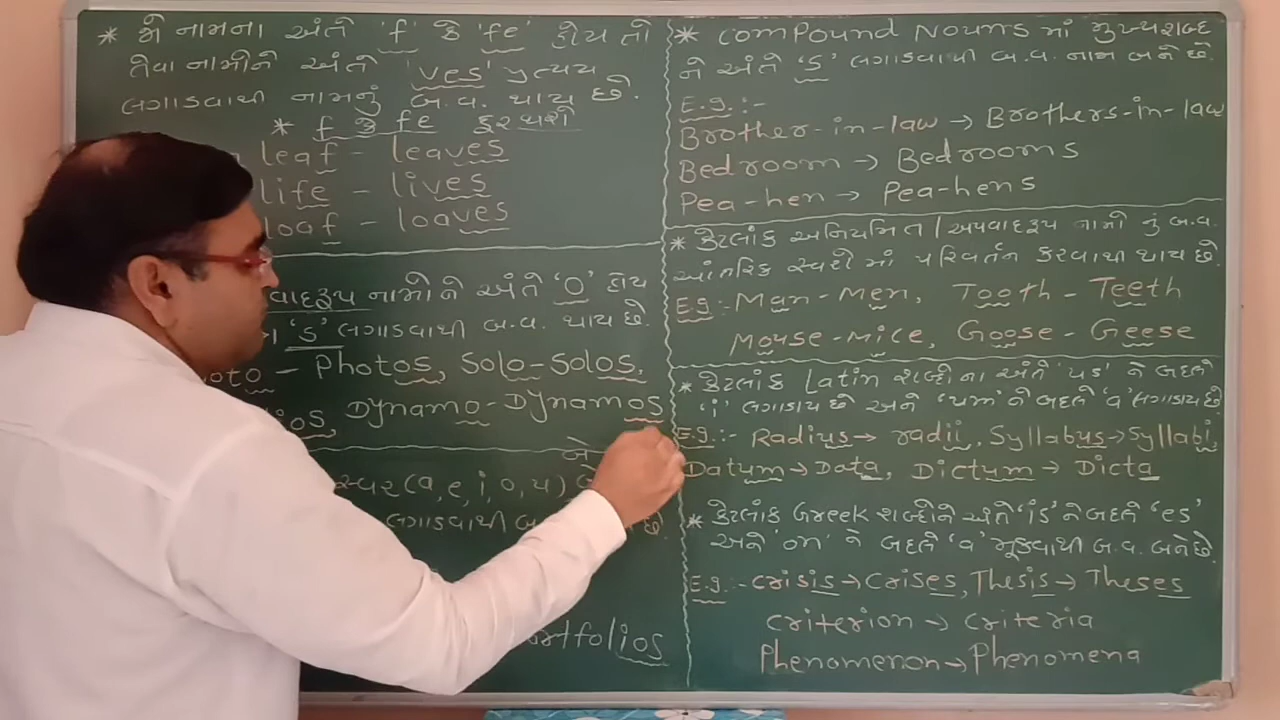 * જે નામના અંતે 'f' કે 'fe' હોય તો
તેવા નામોને અંતે 'ves' પ્રત્યય
લગાડવાથી નામનું બ.વ. થાય છે.
* f કે fe દૂર થશે
leaf - leaves
life - lives
loaf - loaves
નામોને અંતે 'O' હોય
'S' લગાડવાથી બ.વ. થાય છે.
oto - Photos, Solo-Solos,
ios, Dynamo-Dynamos
બે
સ્વર (a, e, i, o, u)
લગાડવાથી બ. છે.
ortfolios
* Compound Nouns માં મુખ્ય શબ્દ
ને અંતે 'S' લગાડવાથી બ.વ. નામ બને છે.
E.g.:-
Brother-in-law → Brothers-in-law
Bedroom → Bedrooms
Pea-hen → Pea-hens
* કેટલાંક અનિયમિત/અપવાદરૂપ નામો નું બ.વ.
આંતરિક સ્વરો માં પરિવર્તન કરવાથી થાય છે.
E.g:- Man-Men, Tooth-Teeth
Mouse-Mice, Goose-Geese
* કેટલાંક Latin શબ્દોના અંતે 'us' ને બદલે
'i' લગાડાય છે અને 'um' ને બદલે 'a' લગાડાય છે
E.g.:- Radius → radii, Syllabus → Syllabi,
Datum → Data, Dictum → Dicta
* કેટલાંક Greek શબ્દોને અંતે 'is' ને બદલે 'es'
અને 'on' ને બદલે 'a' મૂકવાથી બ.વ. બને છે.
E.g.:- Crisis → Crises, Thesis → Theses
Criterion → Criteria
Phenomenon → Phenomena